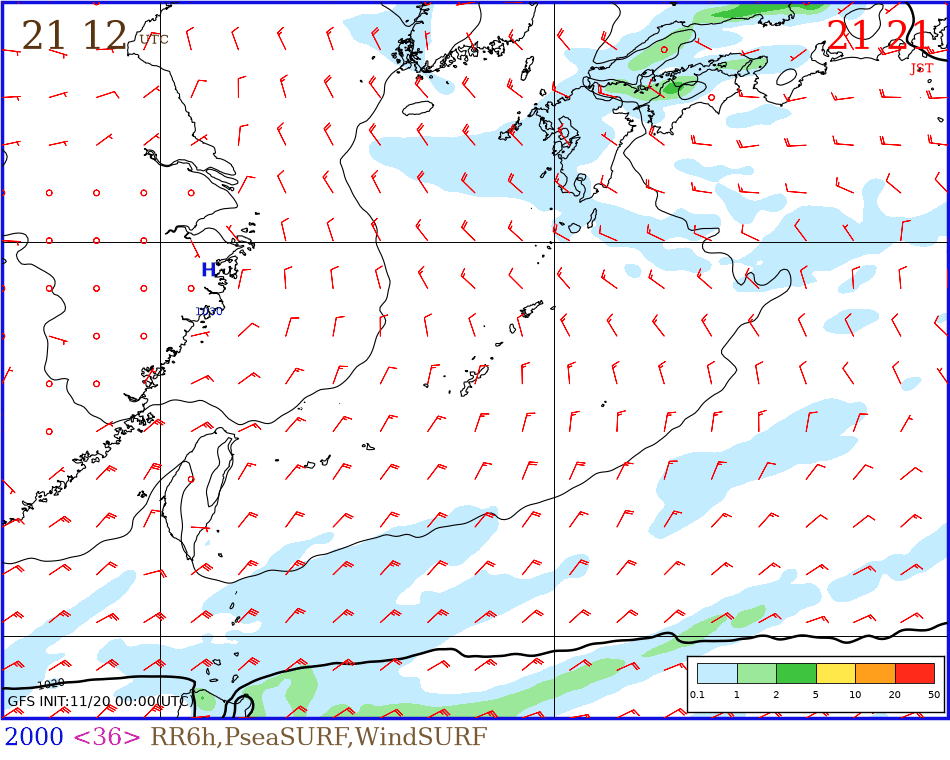 21 12 UTC
21 21
JST
H
1030
1020
GFS INIT:11/20 00:00(UTC)
0.1 1 2 5 10 20 50
2000 <36> RR6h,PseaSURF,WindSURF